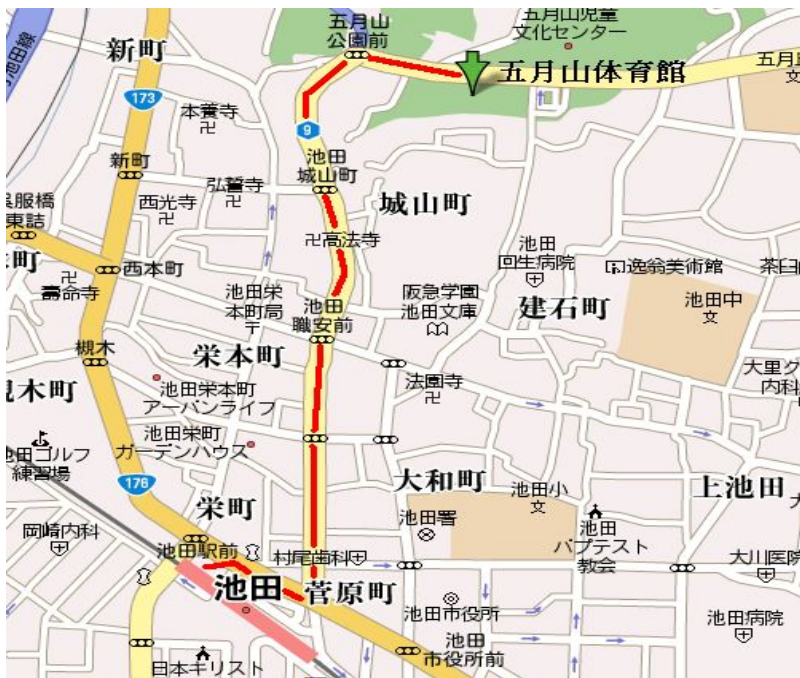 五月山
公園前
五月山児童
文化センター
新町
173
五月山体育館
本養寺
9
池田
城山町
新町
弘誓寺
西光寺
城山町
呉服橋
東詰
高法寺
池田
回生病院
逸翁美術館
西本町
壽命寺
池田栄
本町局
池田
職安前
阪急学園
池田文庫
建石町
池田中
槻木
栄本町
法園寺
池田栄本町
アーバンライフ
池田栄町
ガーデンハウス
池田ゴルフ
練習場
176
大和町
池田小
上池田
栄町
池田署
池田
バプテスト
教会
岡崎内科
池田駅前
村尾歯科
大川医院
池田
菅原町
池田市役所
池田病院
池田
市役所前
日本キリスト